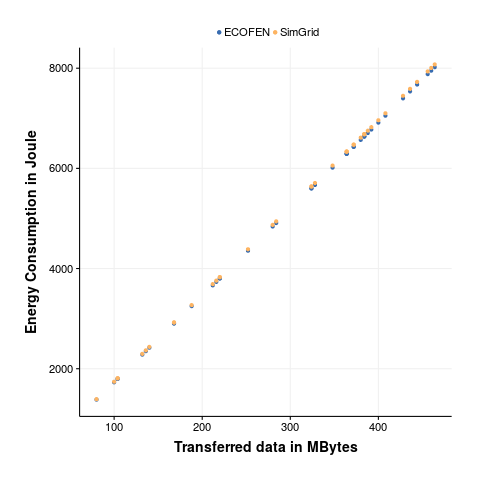 ECOFEN SimGrid
8000
6000
4000
2000
Energy Consumption in Joule
100 200 300 400
Transferred data in MBytes